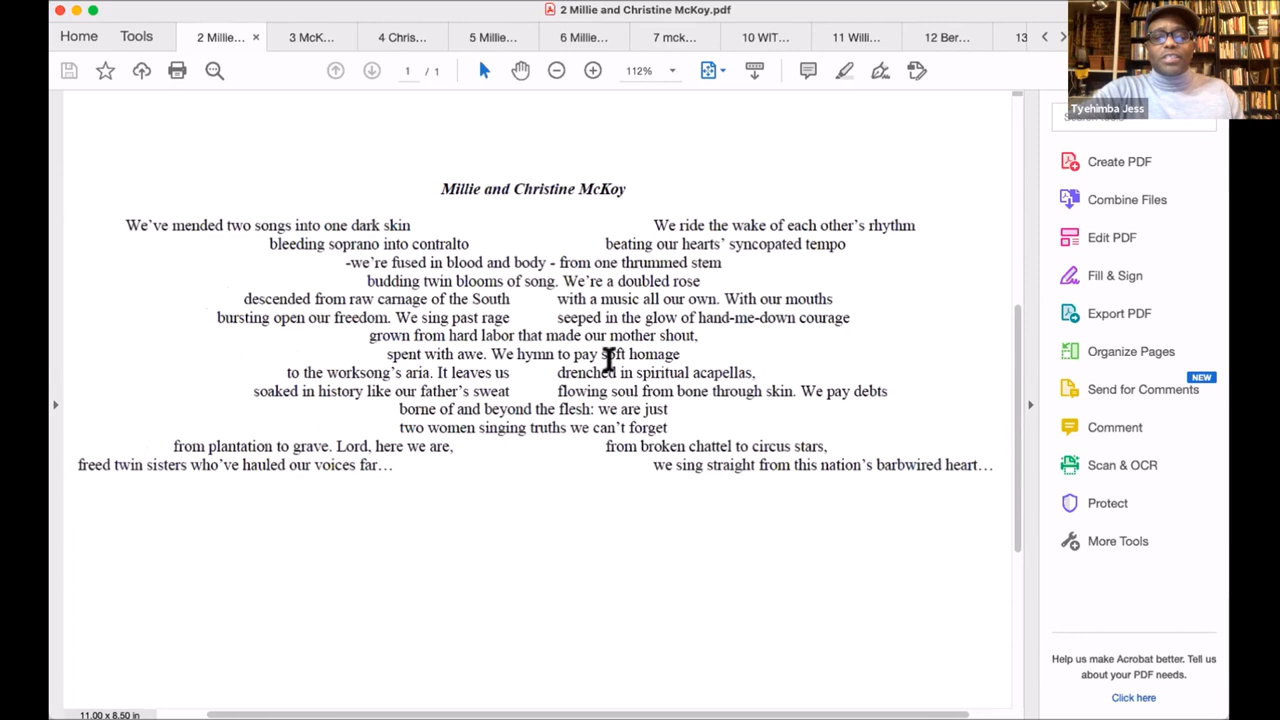 2 Millie and Christine McKoy.pdf
Home Tools 2 Millie... × 3 McK... 4 Chris... 5 Millie... 6 Millie... 7 mck... 10 WIT... 11 Willi... 12 Ber... 13
1 / 1 112%
Tyehimba Jess
Millie and Christine McKoy
We've mended two songs into one dark skin We ride the wake of each other's rhythm
bleeding soprano into contralto beating our hearts' syncopated tempo
-we're fused in blood and body - from one thrummed stem
budding twin blooms of song. We're a doubled rose
descended from raw carnage of the South with a music all our own. With our mouths
bursting open our freedom. We sing past rage seeped in the glow of hand-me-down courage
grown from hard labor that made our mother shout,
spent with awe. We hymn to pay soft homage
to the worksong's aria. It leaves us drenched in spiritual acapellas,
soaked in history like our father's sweat flowing soul from bone through skin. We pay debts
borne of and beyond the flesh: we are just
two women singing truths we can't forget
from plantation to grave. Lord, here we are, from broken chattel to circus stars,
freed twin sisters who've hauled our voices far... we sing straight from this nation's barbwired heart...
11.00 x 8.50 in
Create PDF
Combine Files
Edit PDF
Fill & Sign
Export PDF
Organize Pages
NEW
Send for Comments
Comment
Scan & OCR
Protect
More Tools
Help us make Acrobat better. Tell us
about your PDF needs.
Click here